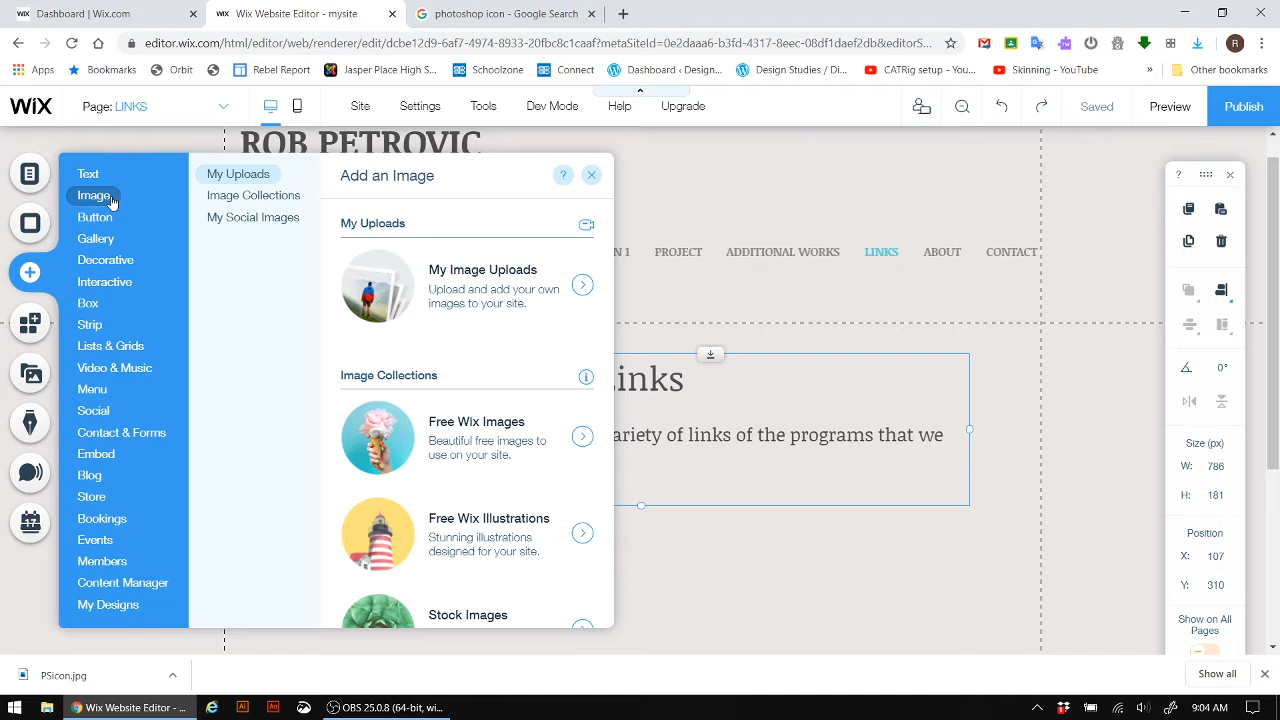 Dashboard | Wix.com
Wix Website Editor - mysite
photoshop icon - Google Search
editor.wix.com/html/editor/web/renderer/edit/dcbe12d9-6af7-4974-8933-20fbc8c1caaf?metaSiteId=0e2daaa6-b3fd-4317-8eec-08df1daef2db&editorS...
Apps
Bookmarks
Orbit
Rebel Reporter
Jasper Place High S...
Schoolzone
Connect
Dashboard ‹ Design...
Design Studies / Di...
CATRig setup - You...
Skinning - YouTube
»
Other bookmarks
WiX
Page: LINKS
Site
Settings
Tools
Dev Mode
Help
Upgrade
Saved
Preview
Publish
ROB PETROVIC
N 1
PROJECT
ADDITIONAL WORKS
LINKS
ABOUT
CONTACT
Text
Image
Button
Gallery
Decorative
Interactive
Box
Strip
Lists & Grids
Video & Music
Menu
Social
Contact & Forms
Embed
Blog
Store
Bookings
Events
Members
Content Manager
My Designs
My Uploads
Image Collections
My Social Images
Add an Image
?
My Uploads
My Image Uploads
Upload and add your own
images to your site.
Image Collections
Free Wix Images
Beautiful free images to
use on your site.
Free Wix Illustrations
Stunning illustrations
designed for your site.
Stock Images
inks
ariety of links of the programs that we
?
0°
Size (px)
W: 786
H: 181
Position
X: 107
Y: 310
Show on All
Pages
17
PSicon.jpg
Show all
Wix Website Editor - ...
Ai
An
OBS 25.0.8 (64-bit, wi...
9:04 AM